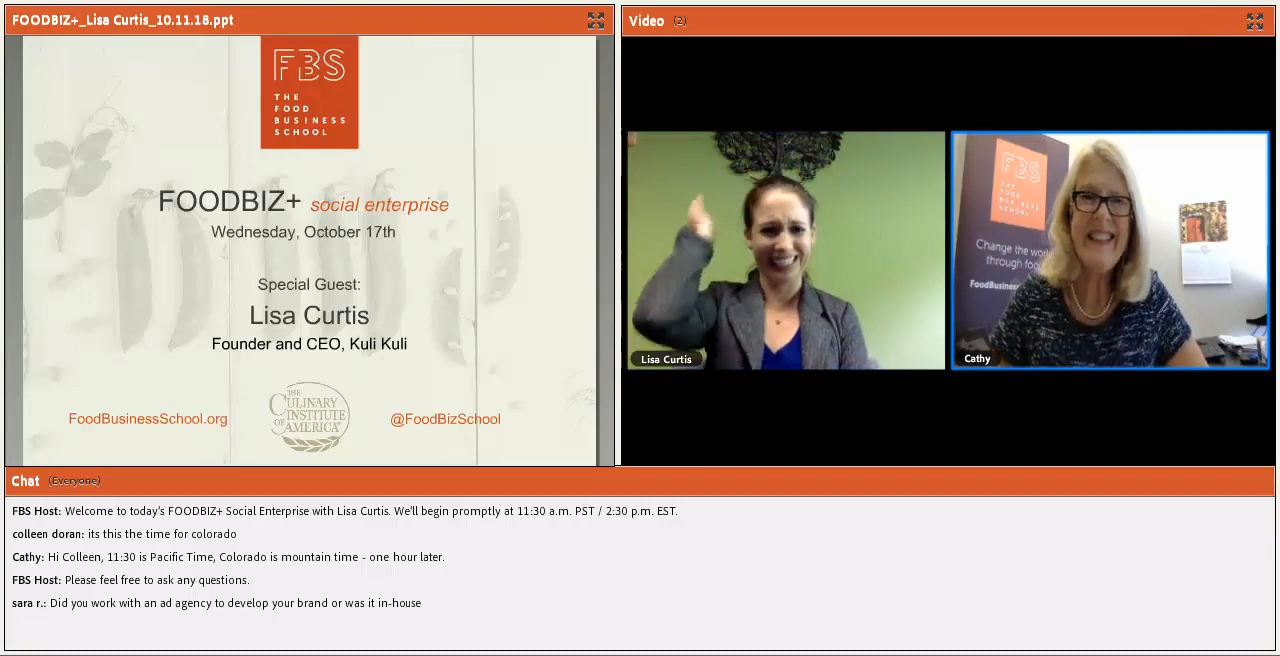 FOODBIZ+_Lisa Curtis_10.11.18.ppt
FBS
THE
FOOD
BUSINESS
SCHOOL
FOODBIZ+ social enterprise
Wednesday, October 17th
Special Guest:
Lisa Curtis
Founder and CEO, Kuli Kuli
FoodBusinessSchool.org
THE
CULINARY
INSTITUTE
OF AMERICA®
@FoodBizSchool
Video (2)
Lisa Curtis
FBS
THE
FOOD
BUSINESS
SCHOOL
Change the
through foo
FoodBusiness
Cathy
Chat (Everyone)
FBS Host: Welcome to today's FOODBIZ+ Social Enterprise with Lisa Curtis. We'll begin promptly at 11:30 a.m. PST / 2:30 p.m. EST.
colleen doran: its this the time for colorado
Cathy: Hi Colleen, 11:30 is Pacific Time, Colorado is mountain time - one hour later.
FBS Host: Please feel free to ask any questions.
sara r.: Did you work with an ad agency to develop your brand or was it in-house